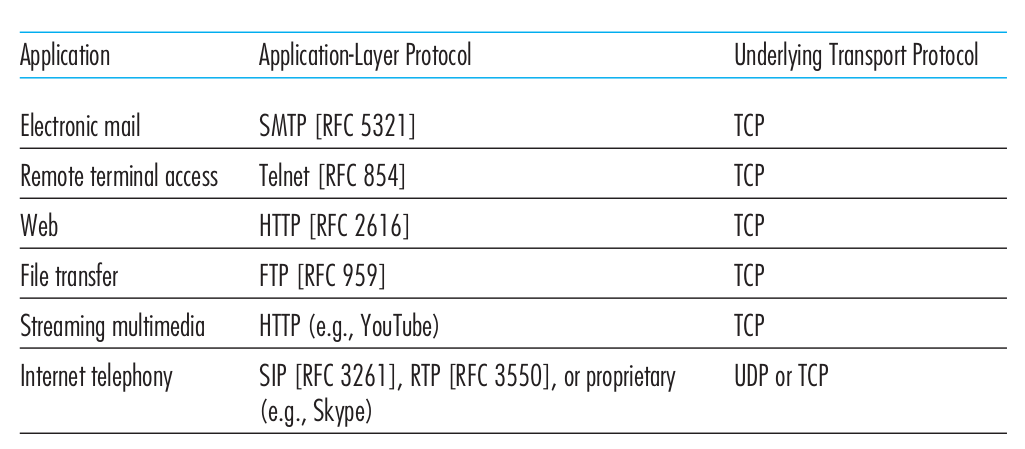 Application Application-Layer Protocol Underlying Transport Protocol
Electronic mail SMTP [RFC 5321] TCP
Remote terminal access Telnet [RFC 854] TCP
Web HTTP [RFC 2616] TCP
File transfer FTP [RFC 959] TCP
Streaming multimedia HTTP (e.g., YouTube) TCP
Internet telephony SIP [RFC 3261], RTP [RFC 3550], or proprietary UDP or TCP
(e.g., Skype)